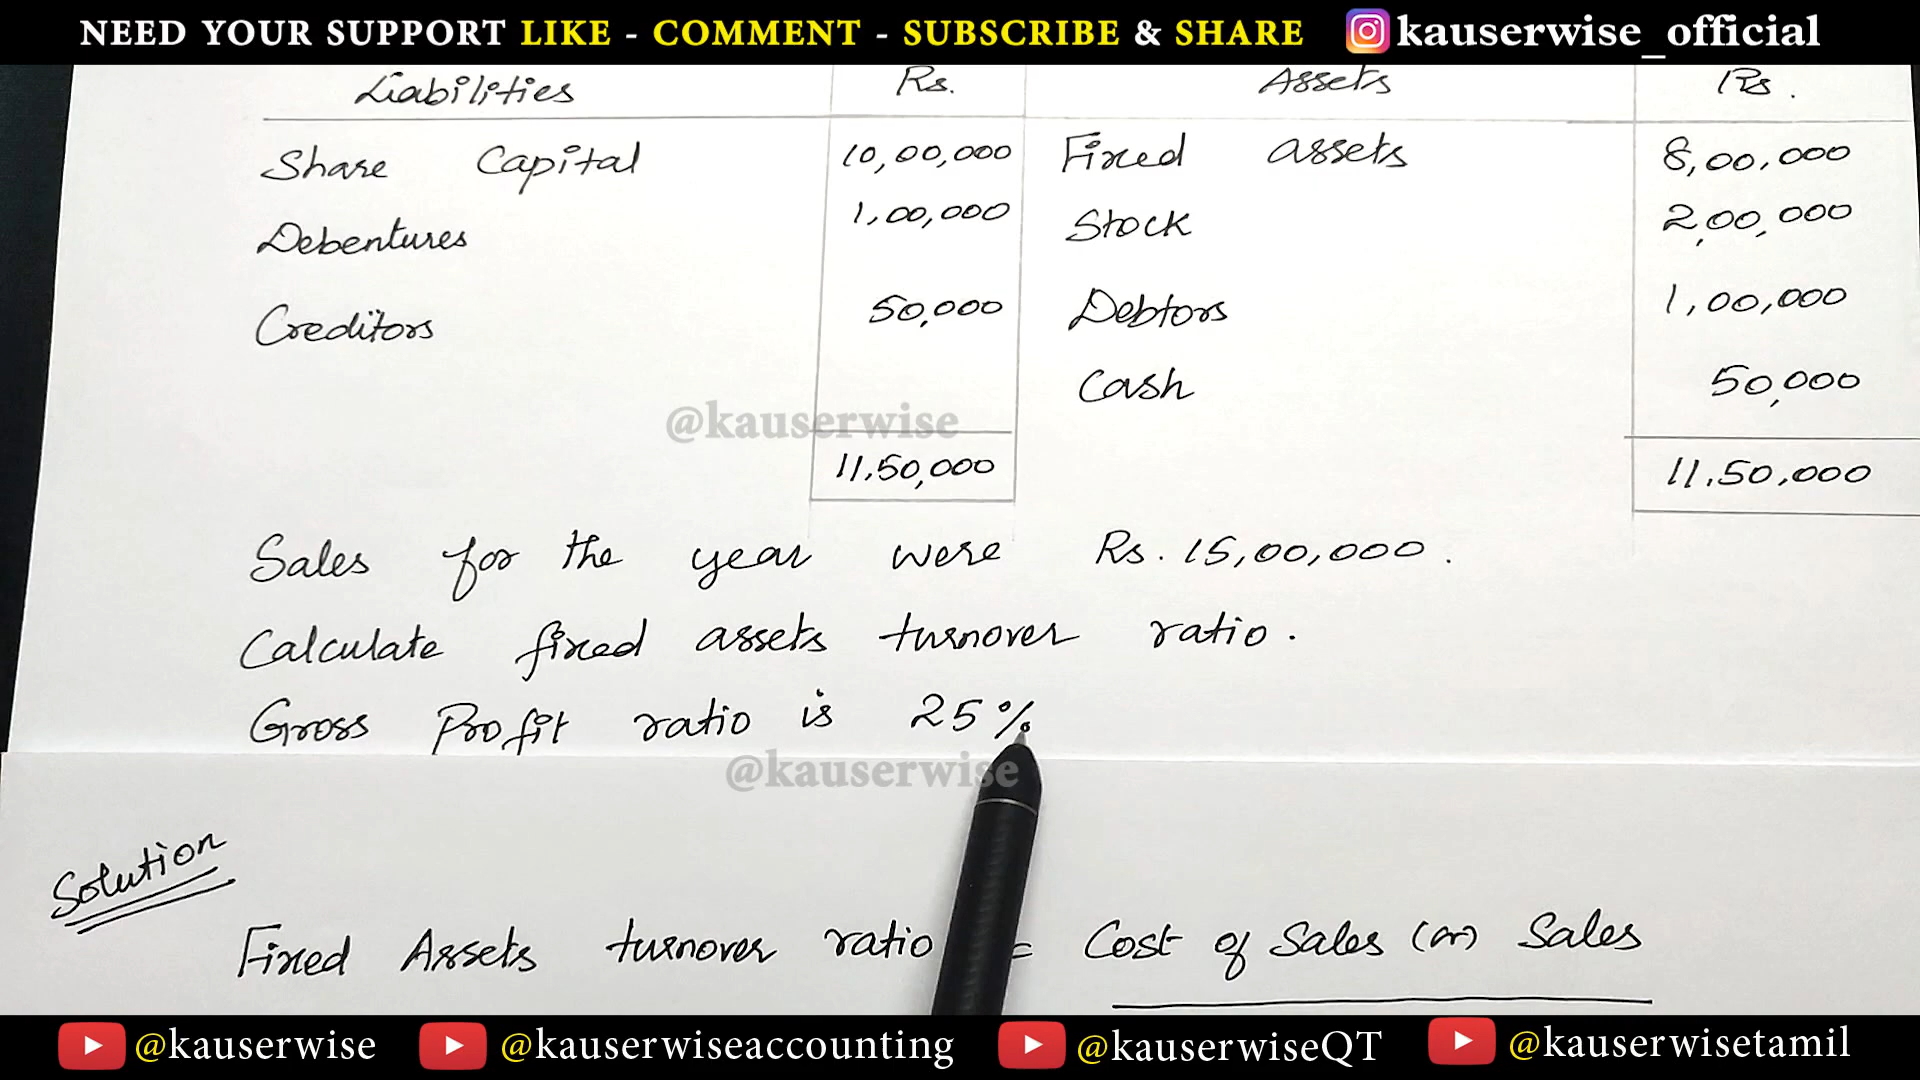 NEED YOUR SUPPORT LIKE - COMMENT - SUBSCRIBE & SHARE kauserwise_official
Liabilities Rs. Assets Rs.
Share Capital 10,00,000 Fixed assets 8,00,000
Debentures 1,00,000 Stock 2,00,000
Creditors 50,000 Debtors 1,00,000
Cash 50,000
@kauserwise
11,50,000 11,50,000
Sales for the year were Rs. 15,00,000.
Calculate fixed assets turnover ratio.
Gross Profit ratio is 25%
@kauserwise
Solution
Fixed Assets turnover ratio = Cost of Sales (or) Sales
@kauserwise @kauserwiseaccounting @kauserwiseQT @kauserwisetamil